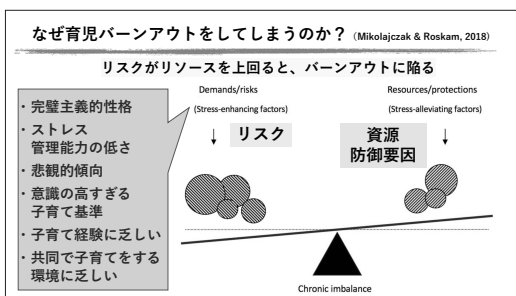 なぜ育児バーンアウトをしてしまうのか？（Mikolajczak & Roskam, 2018)
リスクがリソースを上回ると、バーンアウトに陥る
・完璧主義的性格
・ストレス
管理能力の低さ
・悲観的傾向
・意識の高すぎる
子育て基準
・子育て経験に乏しい
・共同で子育てをする
環境に乏しい
Demands/risks
(Stress-enhancing factors)
リスク
Resources/protections
(Stress-alleviating factors)
資源
防御要因
Chronic imbalance